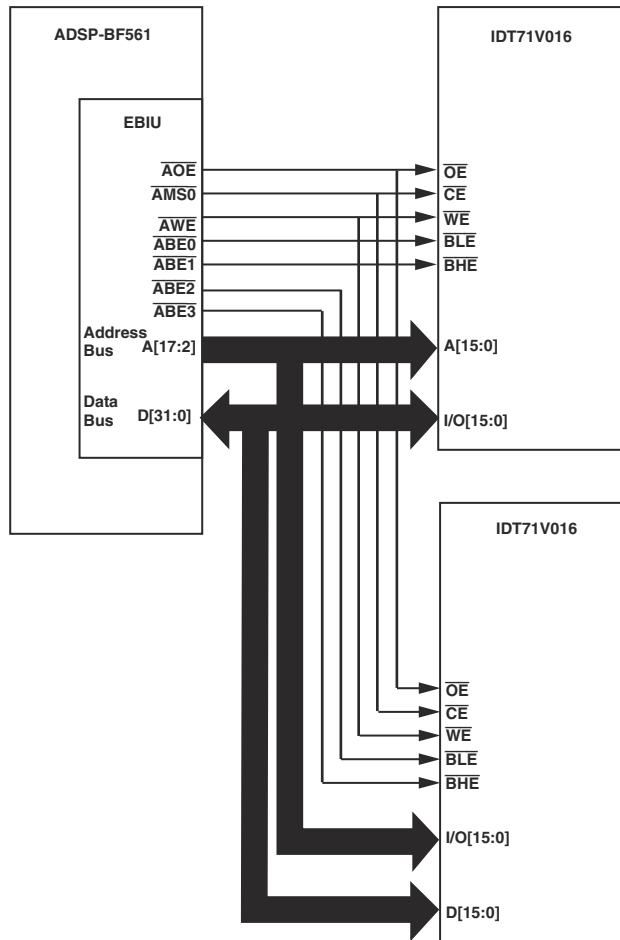 ADSP-BF561
EBIU
AOE
AMS0
AWE
ABE0
ABE1
ABE2
ABE3
Address
Bus A[17:2]
Data
Bus D[31:0]
IDT71V016
OE
CE
WE
BLE
BHE
A[15:0]
I/O[15:0]
IDT71V016
OE
CE
WE
BLE
BHE
I/O[15:0]
D[15:0]